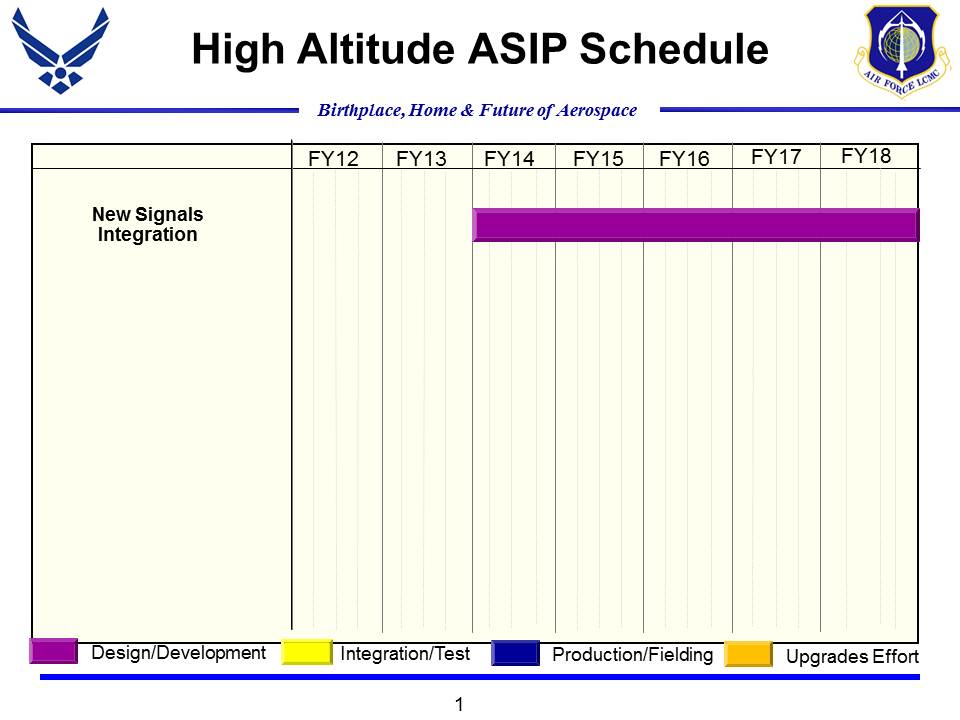 High Altitude ASIP Schedule
AIR FORCE LCMC
Birthplace, Home & Future of Aerospace
FY12 FY13 FY14 FY15 FY16 FY17 FY18
New Signals
Integration
Design/Development Integration/Test Production/Fielding Upgrades Effort
1